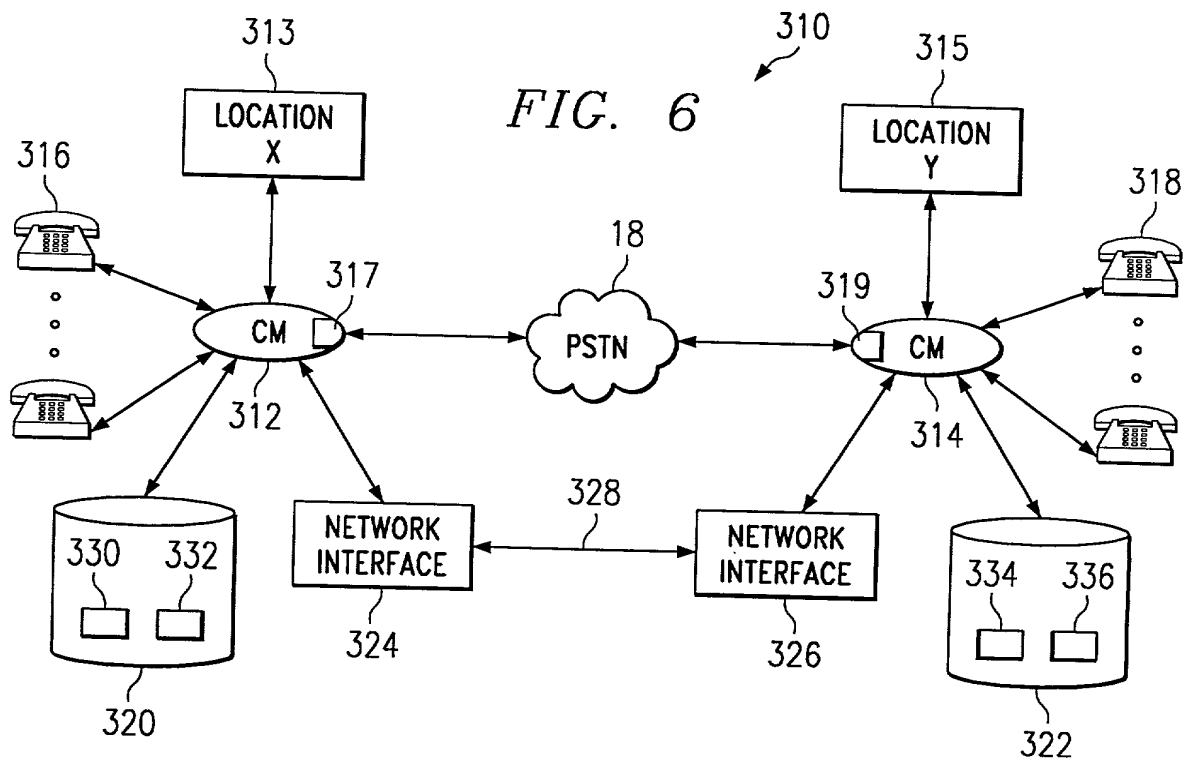 310
313
315
FIG. 6
LOCATION
X
LOCATION
Y
316
318
18
317
319
CM
PSTN
CM
312
314
328
NETWORK
INTERFACE
NETWORK
INTERFACE
330
332
334
336
324
326
320
322